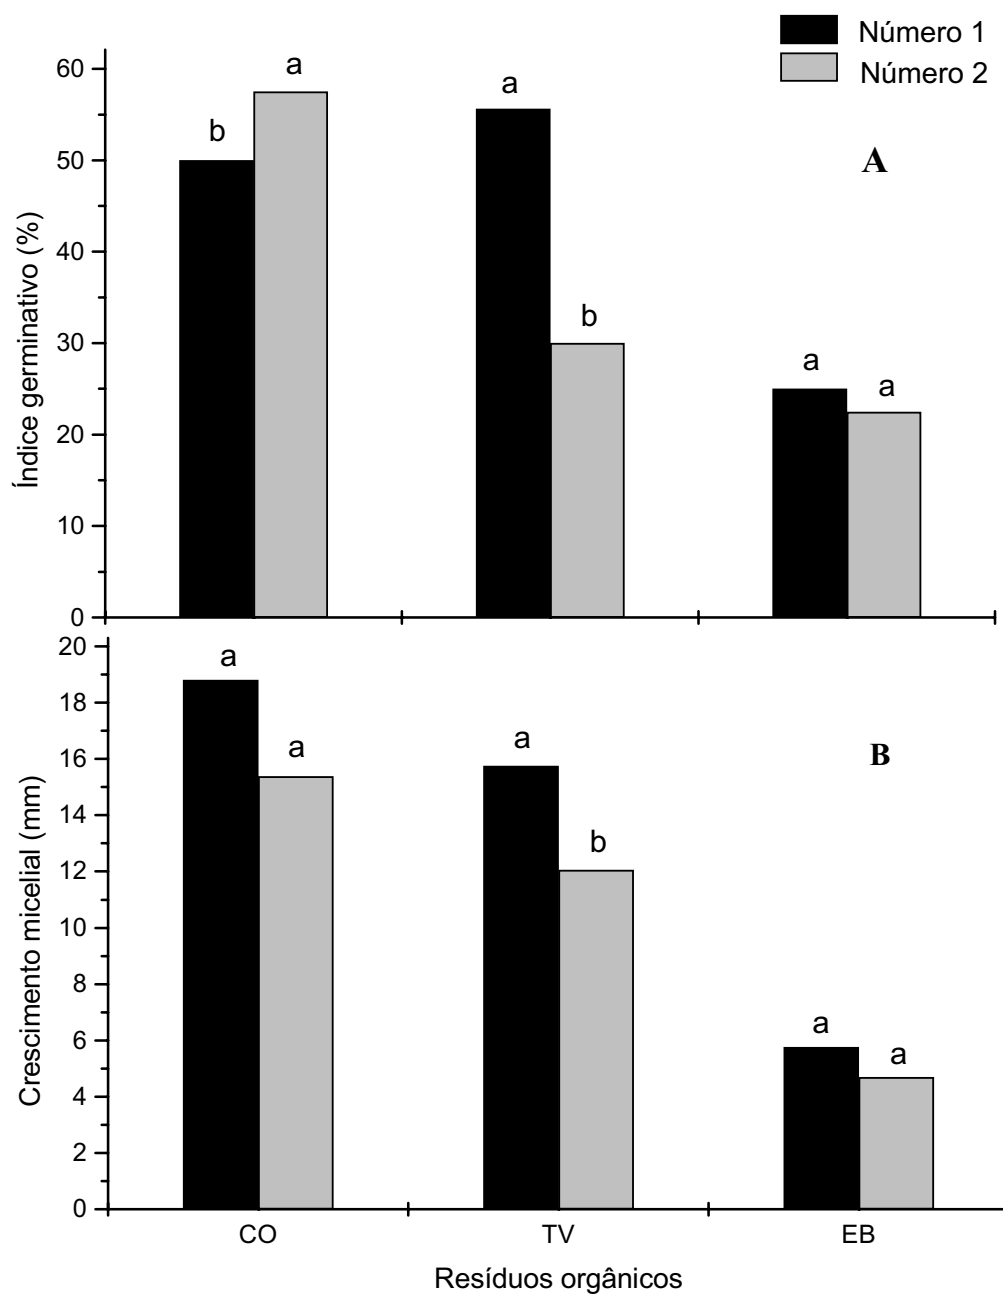 Número 1
Número 2
A
Índice germinativo (%)
60
50
40
30
20
10
0
b
a
a
b
a
a
B
Crescimento micelial (mm)
20
18
16
14
12
10
8
6
4
2
0
a
a
a
b
a
a
CO TV EB
Resíduos orgânicos